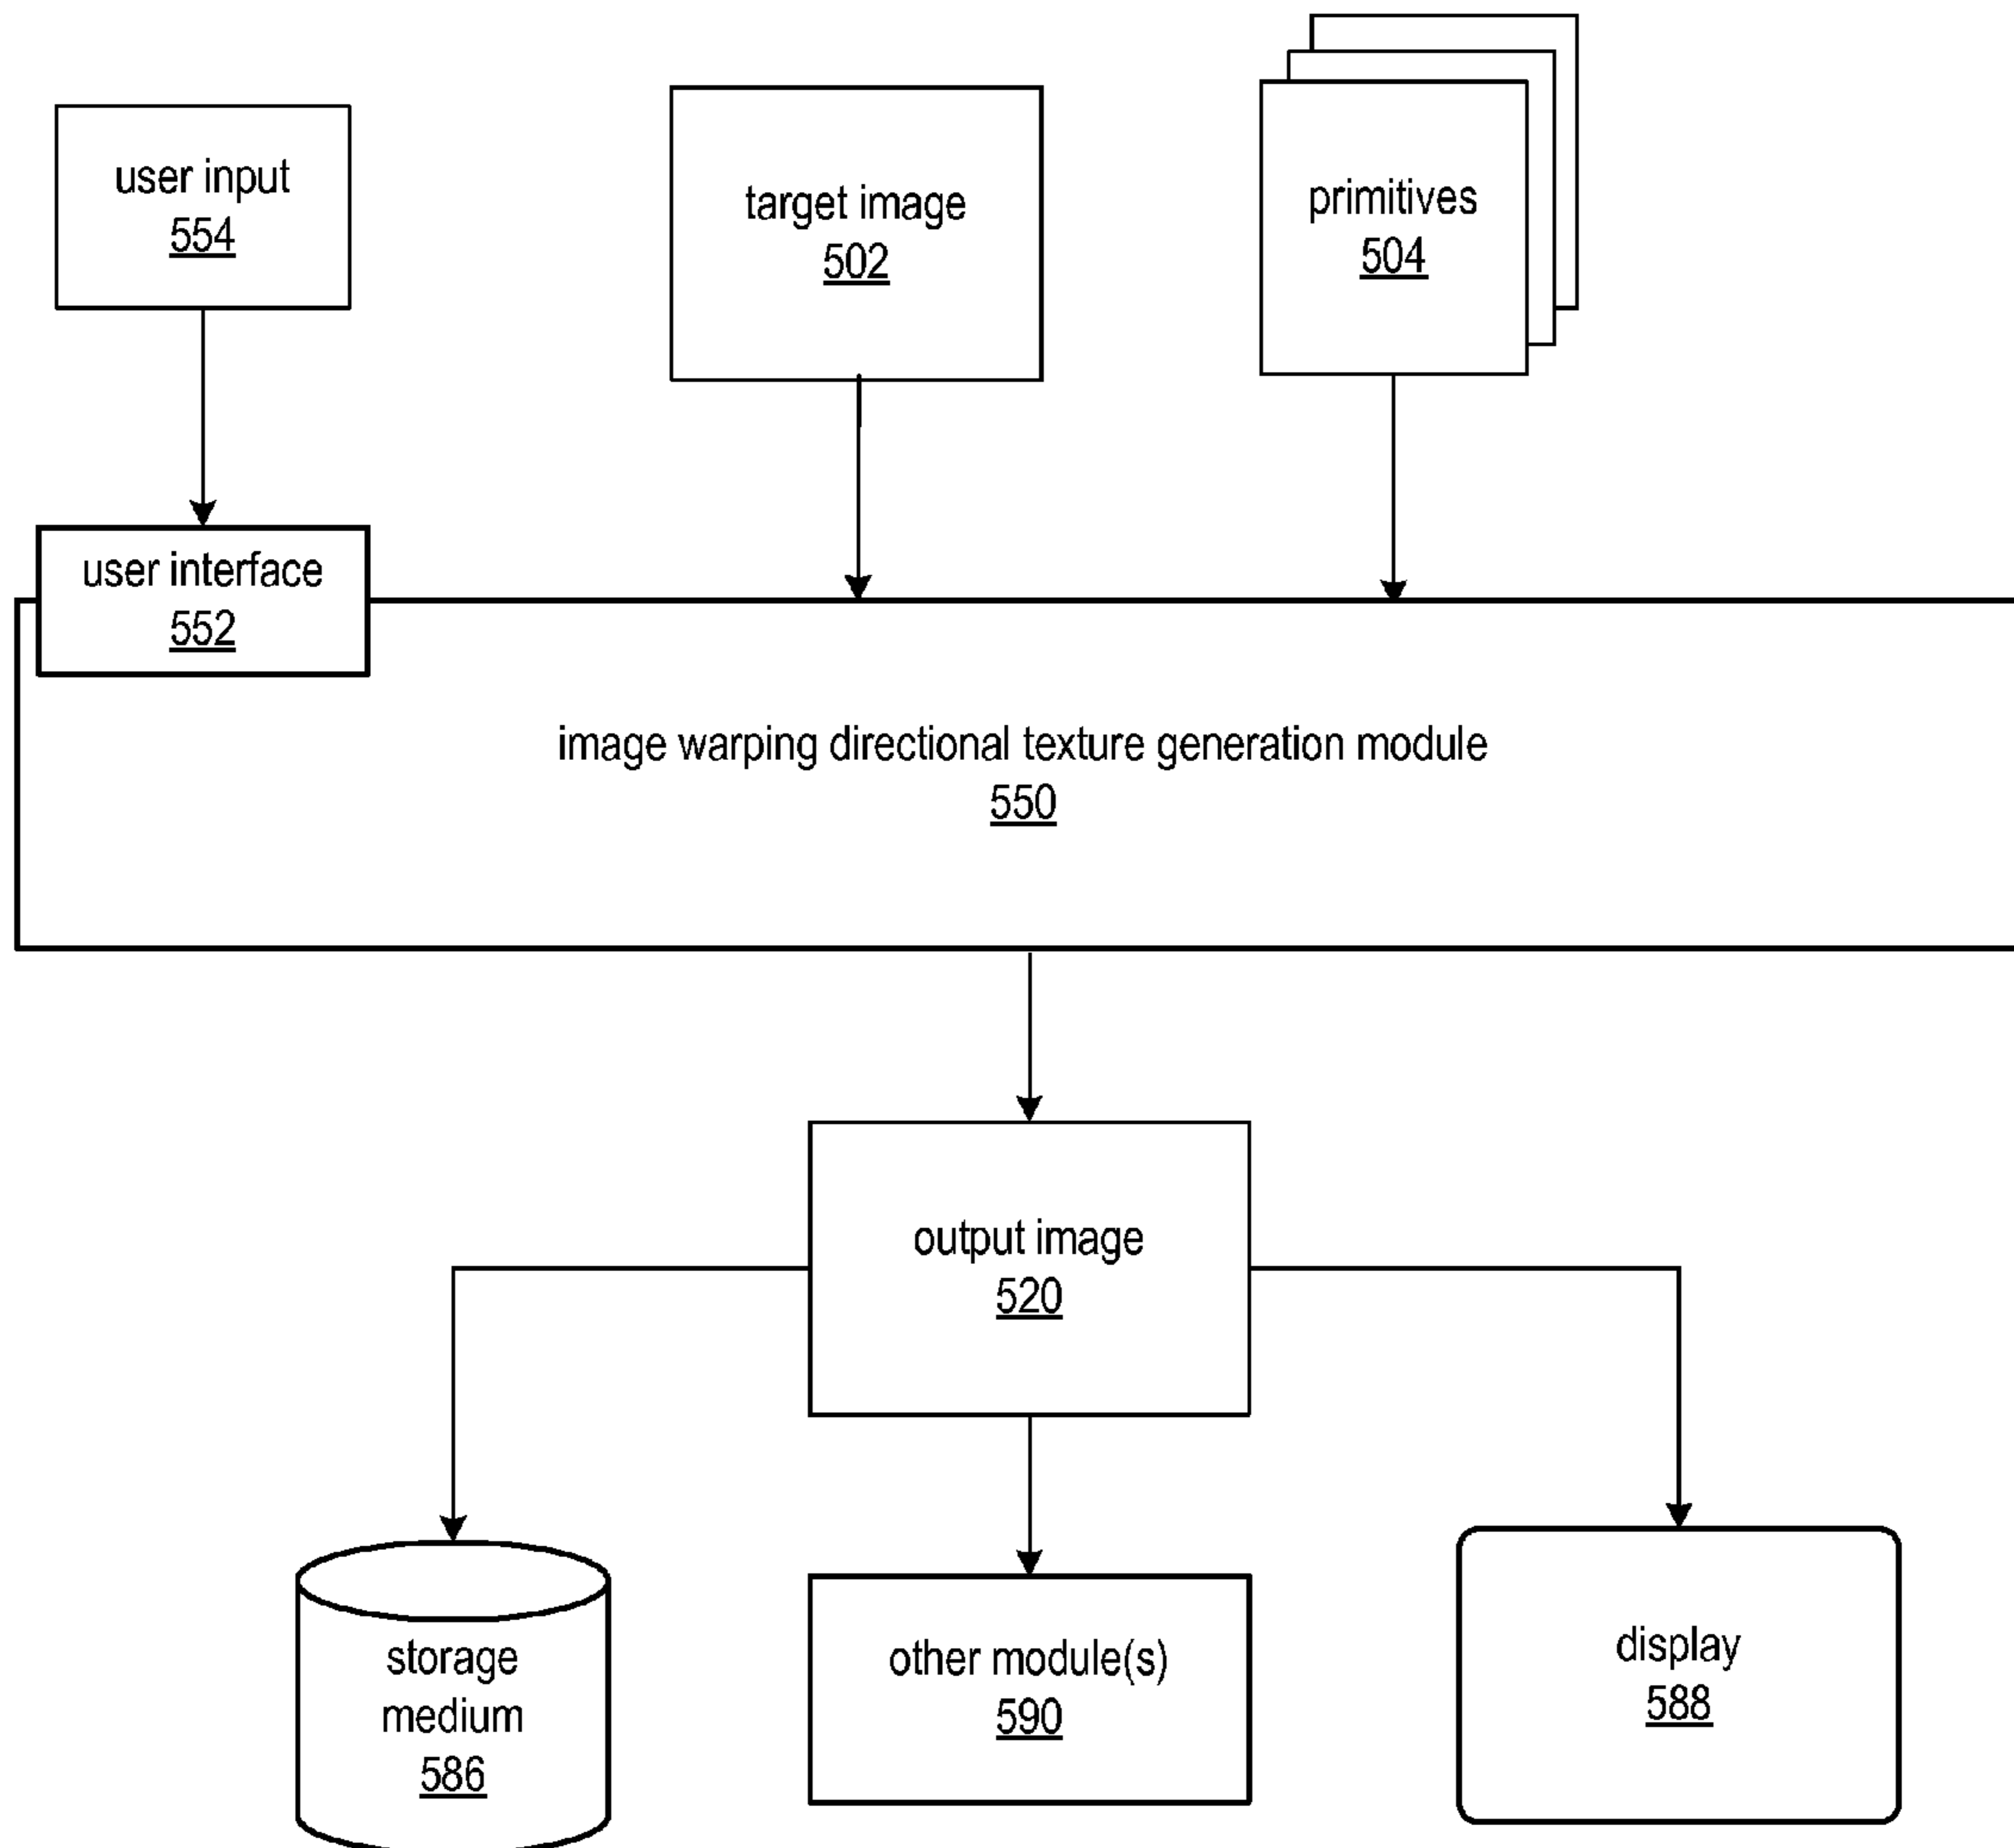 user input
554
target image
502
primitives
504
user interface
552
image warping directional texture generation module
550
output image
520
storage
medium
586
other module(s)
590
display
588